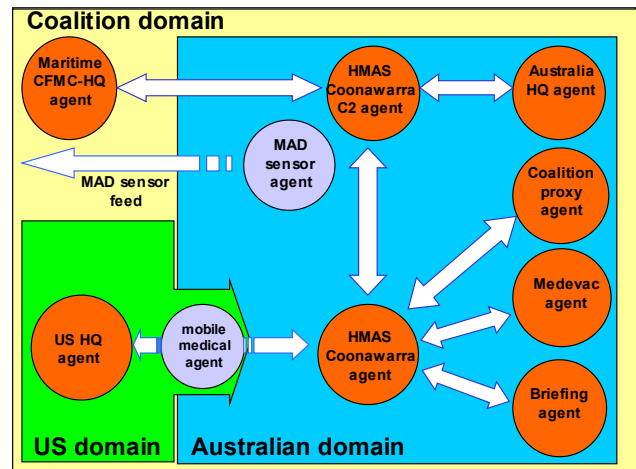 Coalition domain
Maritime
CFMC-HQ
agent
HMAS
Coonawarra
C2 agent
Australia
HQ agent
MAD
sensor
agent
MAD sensor
feed
Coalition
proxy
agent
Medevac
agent
US HQ
agent
mobile
medical
agent
HMAS
Coonawarra
agent
Briefing
agent
US domain
Australian domain